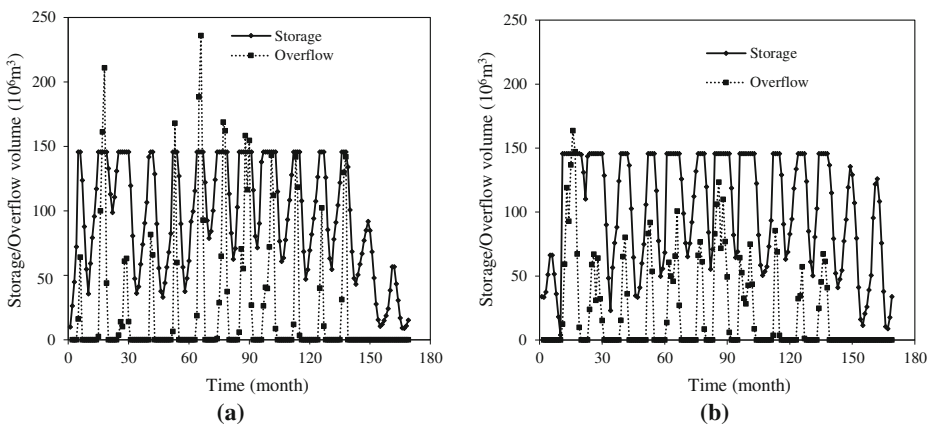 250
200
150
100
50
0
Storage/Overflow volume (10⁶m³)
Storage
Overflow
0 30 60 90 120 150 180
Time (month)
(a)
250
200
150
100
50
0
Storage/Overflow volume (10⁶m³)
Storage
Overflow
0 30 60 90 120 150 180
Time (month)
(b)